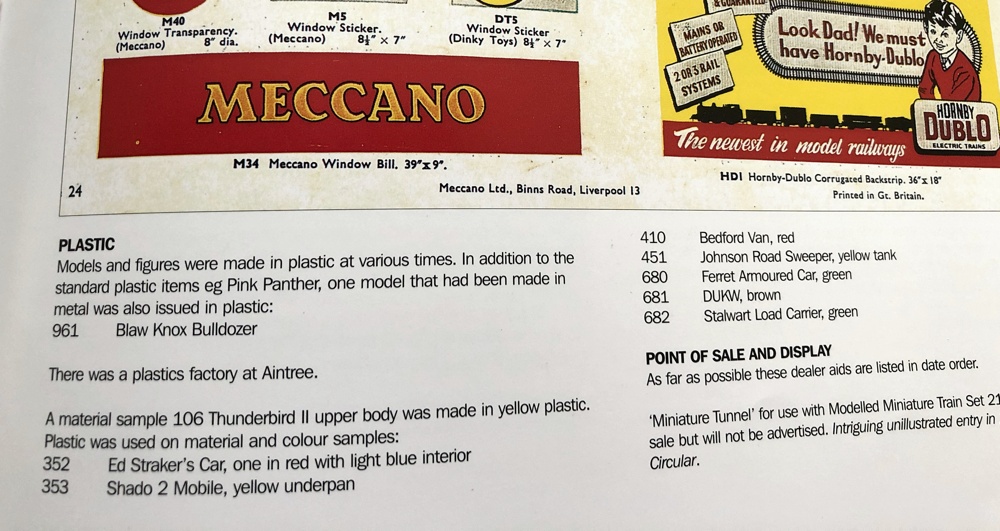 M40
Window Transparency.
(Meccano) 8" dia.
M5
Window Sticker.
(Meccano) 8½" × 7"
DT5
Window Sticker
(Dinky Toys) 8½" × 7"
MECCANO
M34 Meccano Window Bill. 39"x9".
& GUARANTEED
MAINS OR
BATTERY OPERATED
2 OR 3 RAIL
SYSTEMS
Look Dad! We must
have Hornby-Dublo
HORNBY
DUBLO
ELECTRIC TRAINS
The newest in model railways
HD1 Hornby-Dublo Corrugated Backstrip. 36"x 18"
24
Meccano Ltd., Binns Road, Liverpool 13
Printed in Gt. Britain.
PLASTIC
Models and figures were made in plastic at various times. In addition to the
standard plastic items eg Pink Panther, one model that had been made in
metal was also issued in plastic:
961 Blaw Knox Bulldozer
There was a plastics factory at Aintree.
A material sample 106 Thunderbird II upper body was made in yellow plastic.
Plastic was used on material and colour samples:
352 Ed Straker's Car, one in red with light blue interior
353 Shado 2 Mobile, yellow underpan
410 Bedford Van, red
451 Johnson Road Sweeper, yellow tank
680 Ferret Armoured Car, green
681 DUKW, brown
682 Stalwart Load Carrier, green
POINT OF SALE AND DISPLAY
As far as possible these dealer aids are listed in date order.
'Miniature Tunnel' for use with Modelled Miniature Train Set 21
sale but will not be advertised. Intriguing unillustrated entry in
Circular.